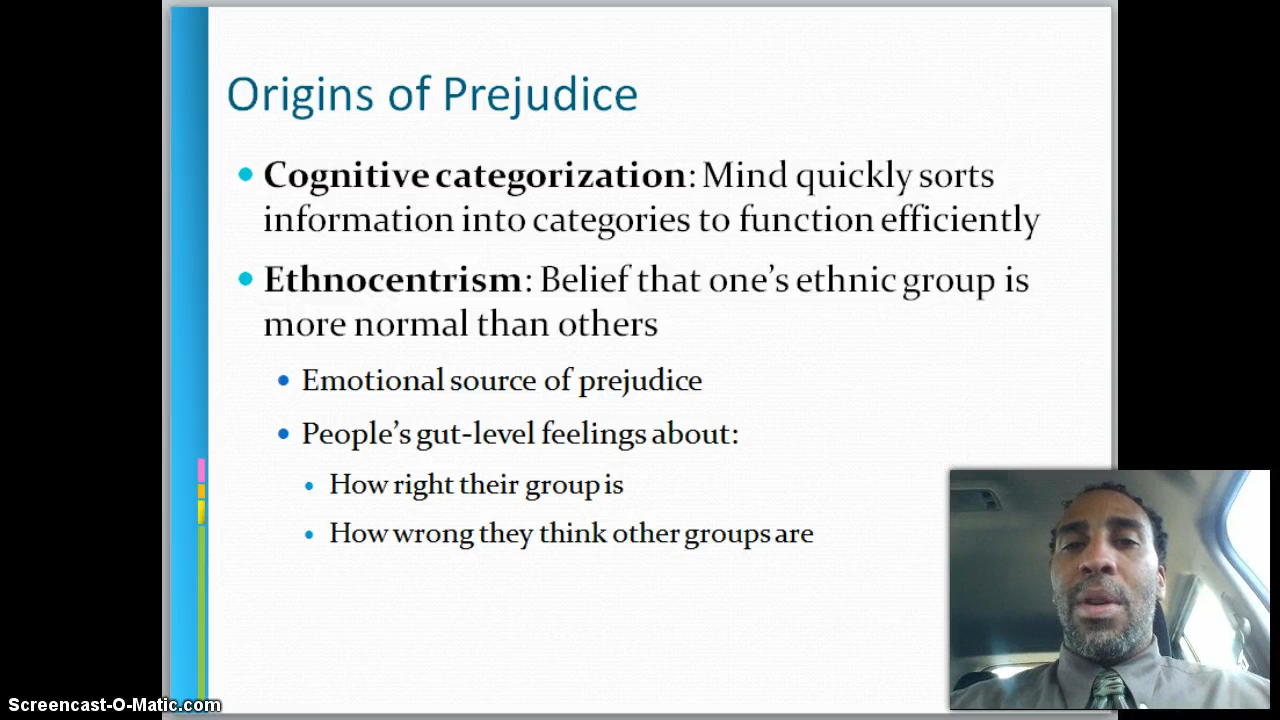 Origins of Prejudice
• Cognitive categorization: Mind quickly sorts
information into categories to function efficiently
• Ethnocentrism: Belief that one’s ethnic group is
more normal than others
• Emotional source of prejudice
• People’s gut-level feelings about:
• How right their group is
• How wrong they think other groups are
Screencast-O-Matic.com